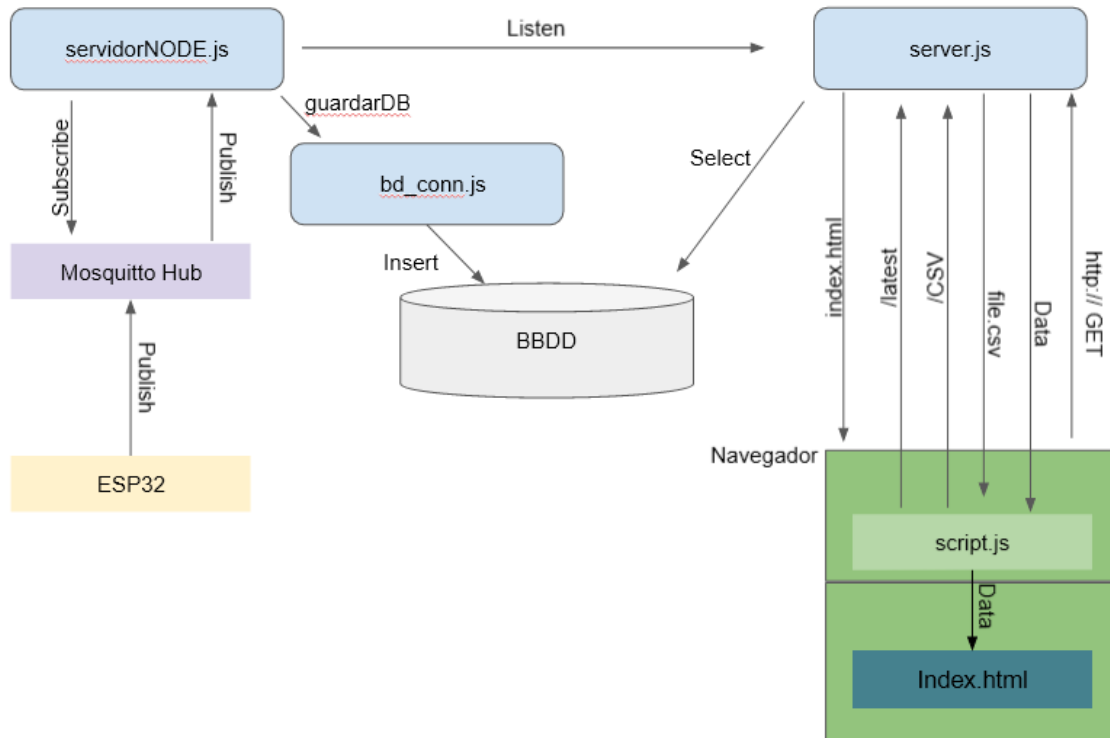 servidorNODE.js
Listen
server.js
guardarDB
Subscribe
Publish
bd_conn.js
Select
Mosquitto Hub
Insert
index.html
/latest
/CSV
file.csv
Data
http:// GET
BBDD
Publish
Navegador
ESP32
script.js
Data
Index.html